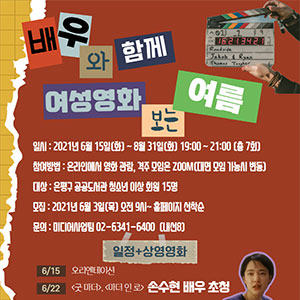 배우
와
함께
여성영화
보는
여름
일시 : 2021년 6월 15일(화) ~ 8월 31일(화) 19:00 ~ 21:00 (총 7회)
참여방법 : 온라인에서 영화 관람, 격주 모임은 ZOOM(대면 모임 가능시 변동)
대상 : 은평구 공공도서관 청소년 이상 회원 15명
모집 : 2021년 6월 3일(목) 오전 9시~ 홈페이지 선착순
문의 : 미디어사업팀 02-6341-6400 (내선8)
일정+상영영화
6/15 오리엔테이션
6/22 <굿 마더>, <마더 인 로> 손수현 배우 초청